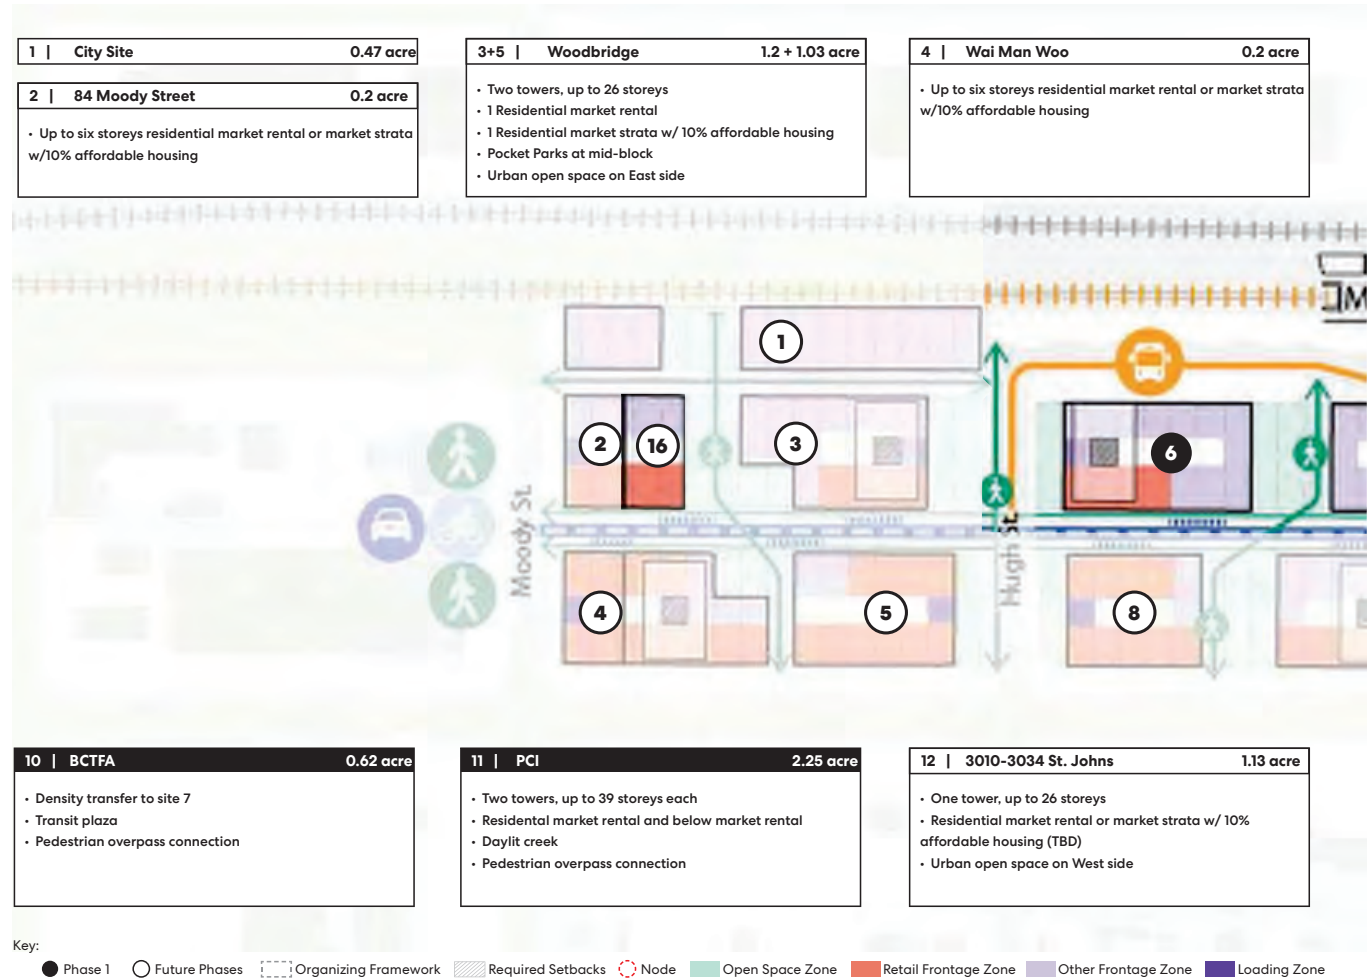 1 | City Site 0.47 acre
2 | 84 Moody Street 0.2 acre
• Up to six storeys residential market rental or market strata
w/10% affordable housing
3+5 | Woodbridge 1.2 + 1.03 acre
• Two towers, up to 26 storeys
• 1 Residential market rental
• 1 Residential market strata w/ 10% affordable housing
• Pocket Parks at mid-block
• Urban open space on East side
4 | Wai Man Woo 0.2 acre
• Up to six storeys residential market rental or market strata
w/10% affordable housing
M
1
2
16
3
6
Moody St.
Hugh St.
4
5
8
10 | BCTFA 0.62 acre
• Density transfer to site 7
• Transit plaza
• Pedestrian overpass connection
11 | PCI 2.25 acre
• Two towers, up to 39 storeys each
• Residental market rental and below market rental
• Daylit creek
• Pedestrian overpass connection
12 | 3010-3034 St. Johns 1.13 acre
• One tower, up to 26 storeys
• Residential market rental or market strata w/ 10%
affordable housing (TBD)
• Urban open space on West side
Key:
Phase 1 Future Phases Organizing Framework Required Setbacks Node Open Space Zone Retail Frontage Zone Other Frontage Zone Loading Zone